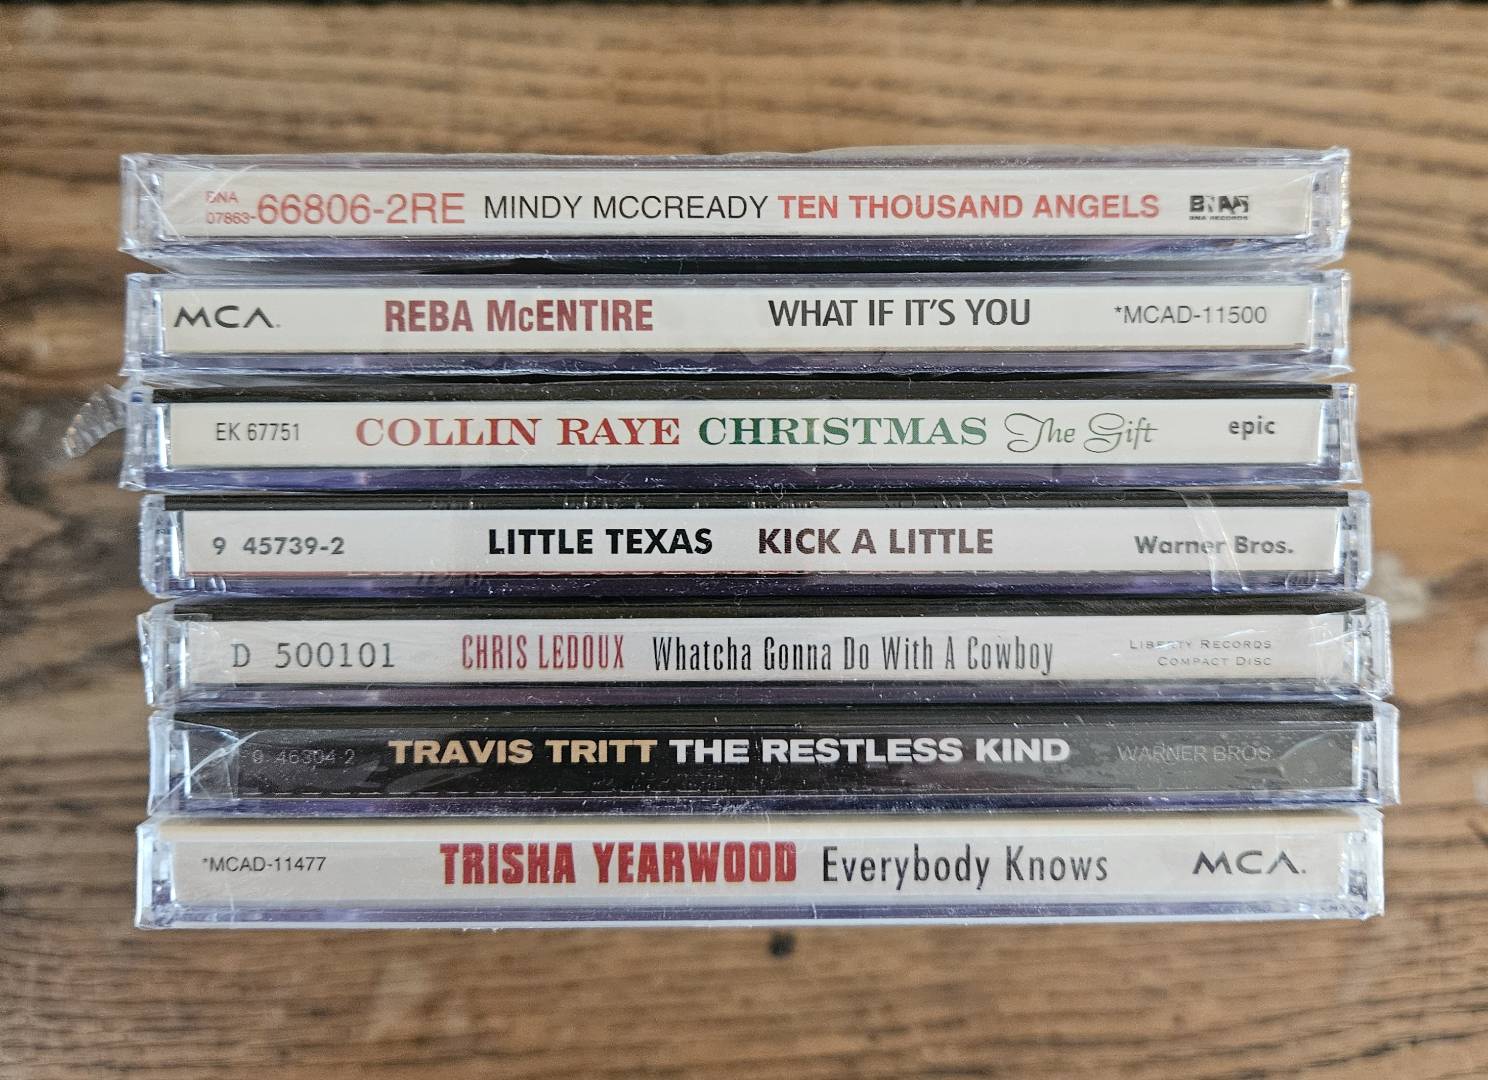 BNA
07863-66806-2RE MINDY MCCREADY TEN THOUSAND ANGELS BNA
BNA RECORDS
MCA. REBA McENTIRE WHAT IF IT'S YOU *MCAD-11500
EK 67751 COLLIN RAYE CHRISTMAS The Gift epic
9 45739-2 LITTLE TEXAS KICK A LITTLE Warner Bros.
D 500101 CHRIS LEDOUX Whatcha Gonna Do With A Cowboy LIBERTY RECORDS
COMPACT DISC
9 46304-2 TRAVIS TRITT THE RESTLESS KIND WARNER BROS.
*MCAD-11477 TRISHA YEARWOOD Everybody Knows MCA.